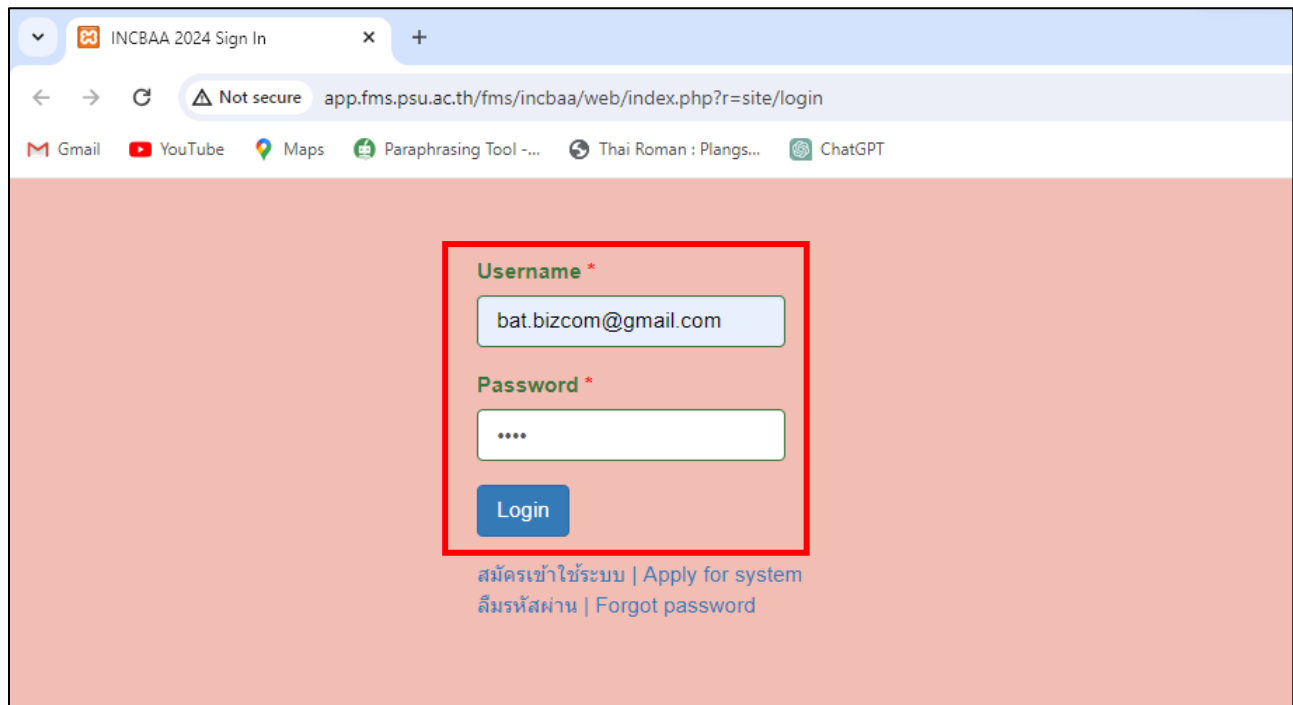 INCBAA 2024 Sign In
Not secure app.fms.psu.ac.th/fms/incbaa/web/index.php?r=site/login
Gmail YouTube Maps Paraphrasing Tool -... Thai Roman : Plangs... ChatGPT
Username *
bat.bizcom@gmail.com
Password *
••••
Login
สมัครเข้าใช้ระบบ | Apply for system
ลืมรหัสผ่าน | Forgot password